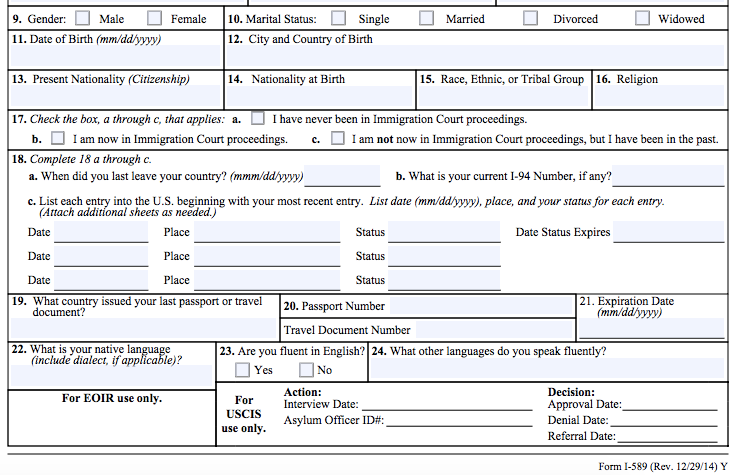 9. Gender: Male Female 10. Marital Status: Single Married Divorced Widowed
11. Date of Birth (mm/dd/yyyy) 12. City and Country of Birth
13. Present Nationality (Citizenship) 14. Nationality at Birth 15. Race, Ethnic, or Tribal Group 16. Religion
17. Check the box, a through c, that applies: a. I have never been in Immigration Court proceedings.
b. I am now in Immigration Court proceedings. c. I am not now in Immigration Court proceedings, but I have been in the past.
18. Complete 18 a through c.
a. When did you last leave your country? (mmm/dd/yyyy) b. What is your current I-94 Number, if any?
c. List each entry into the U.S. beginning with your most recent entry. List date (mm/dd/yyyy), place, and your status for each entry.
(Attach additional sheets as needed.)
Date Place Status Date Status Expires
Date Place Status
Date Place Status
19. What country issued your last passport or travel
document?
20. Passport Number
Travel Document Number
21. Expiration Date
(mm/dd/yyyy)
22. What is your native language
(include dialect, if applicable)?
23. Are you fluent in English?
Yes No
24. What other languages do you speak fluently?
For EOIR use only.
For
USCIS
use only.
Action:
Interview Date:
Asylum Officer ID#:
Decision:
Approval Date:
Denial Date:
Referral Date:
Form I-589 (Rev. 12/29/14) Y